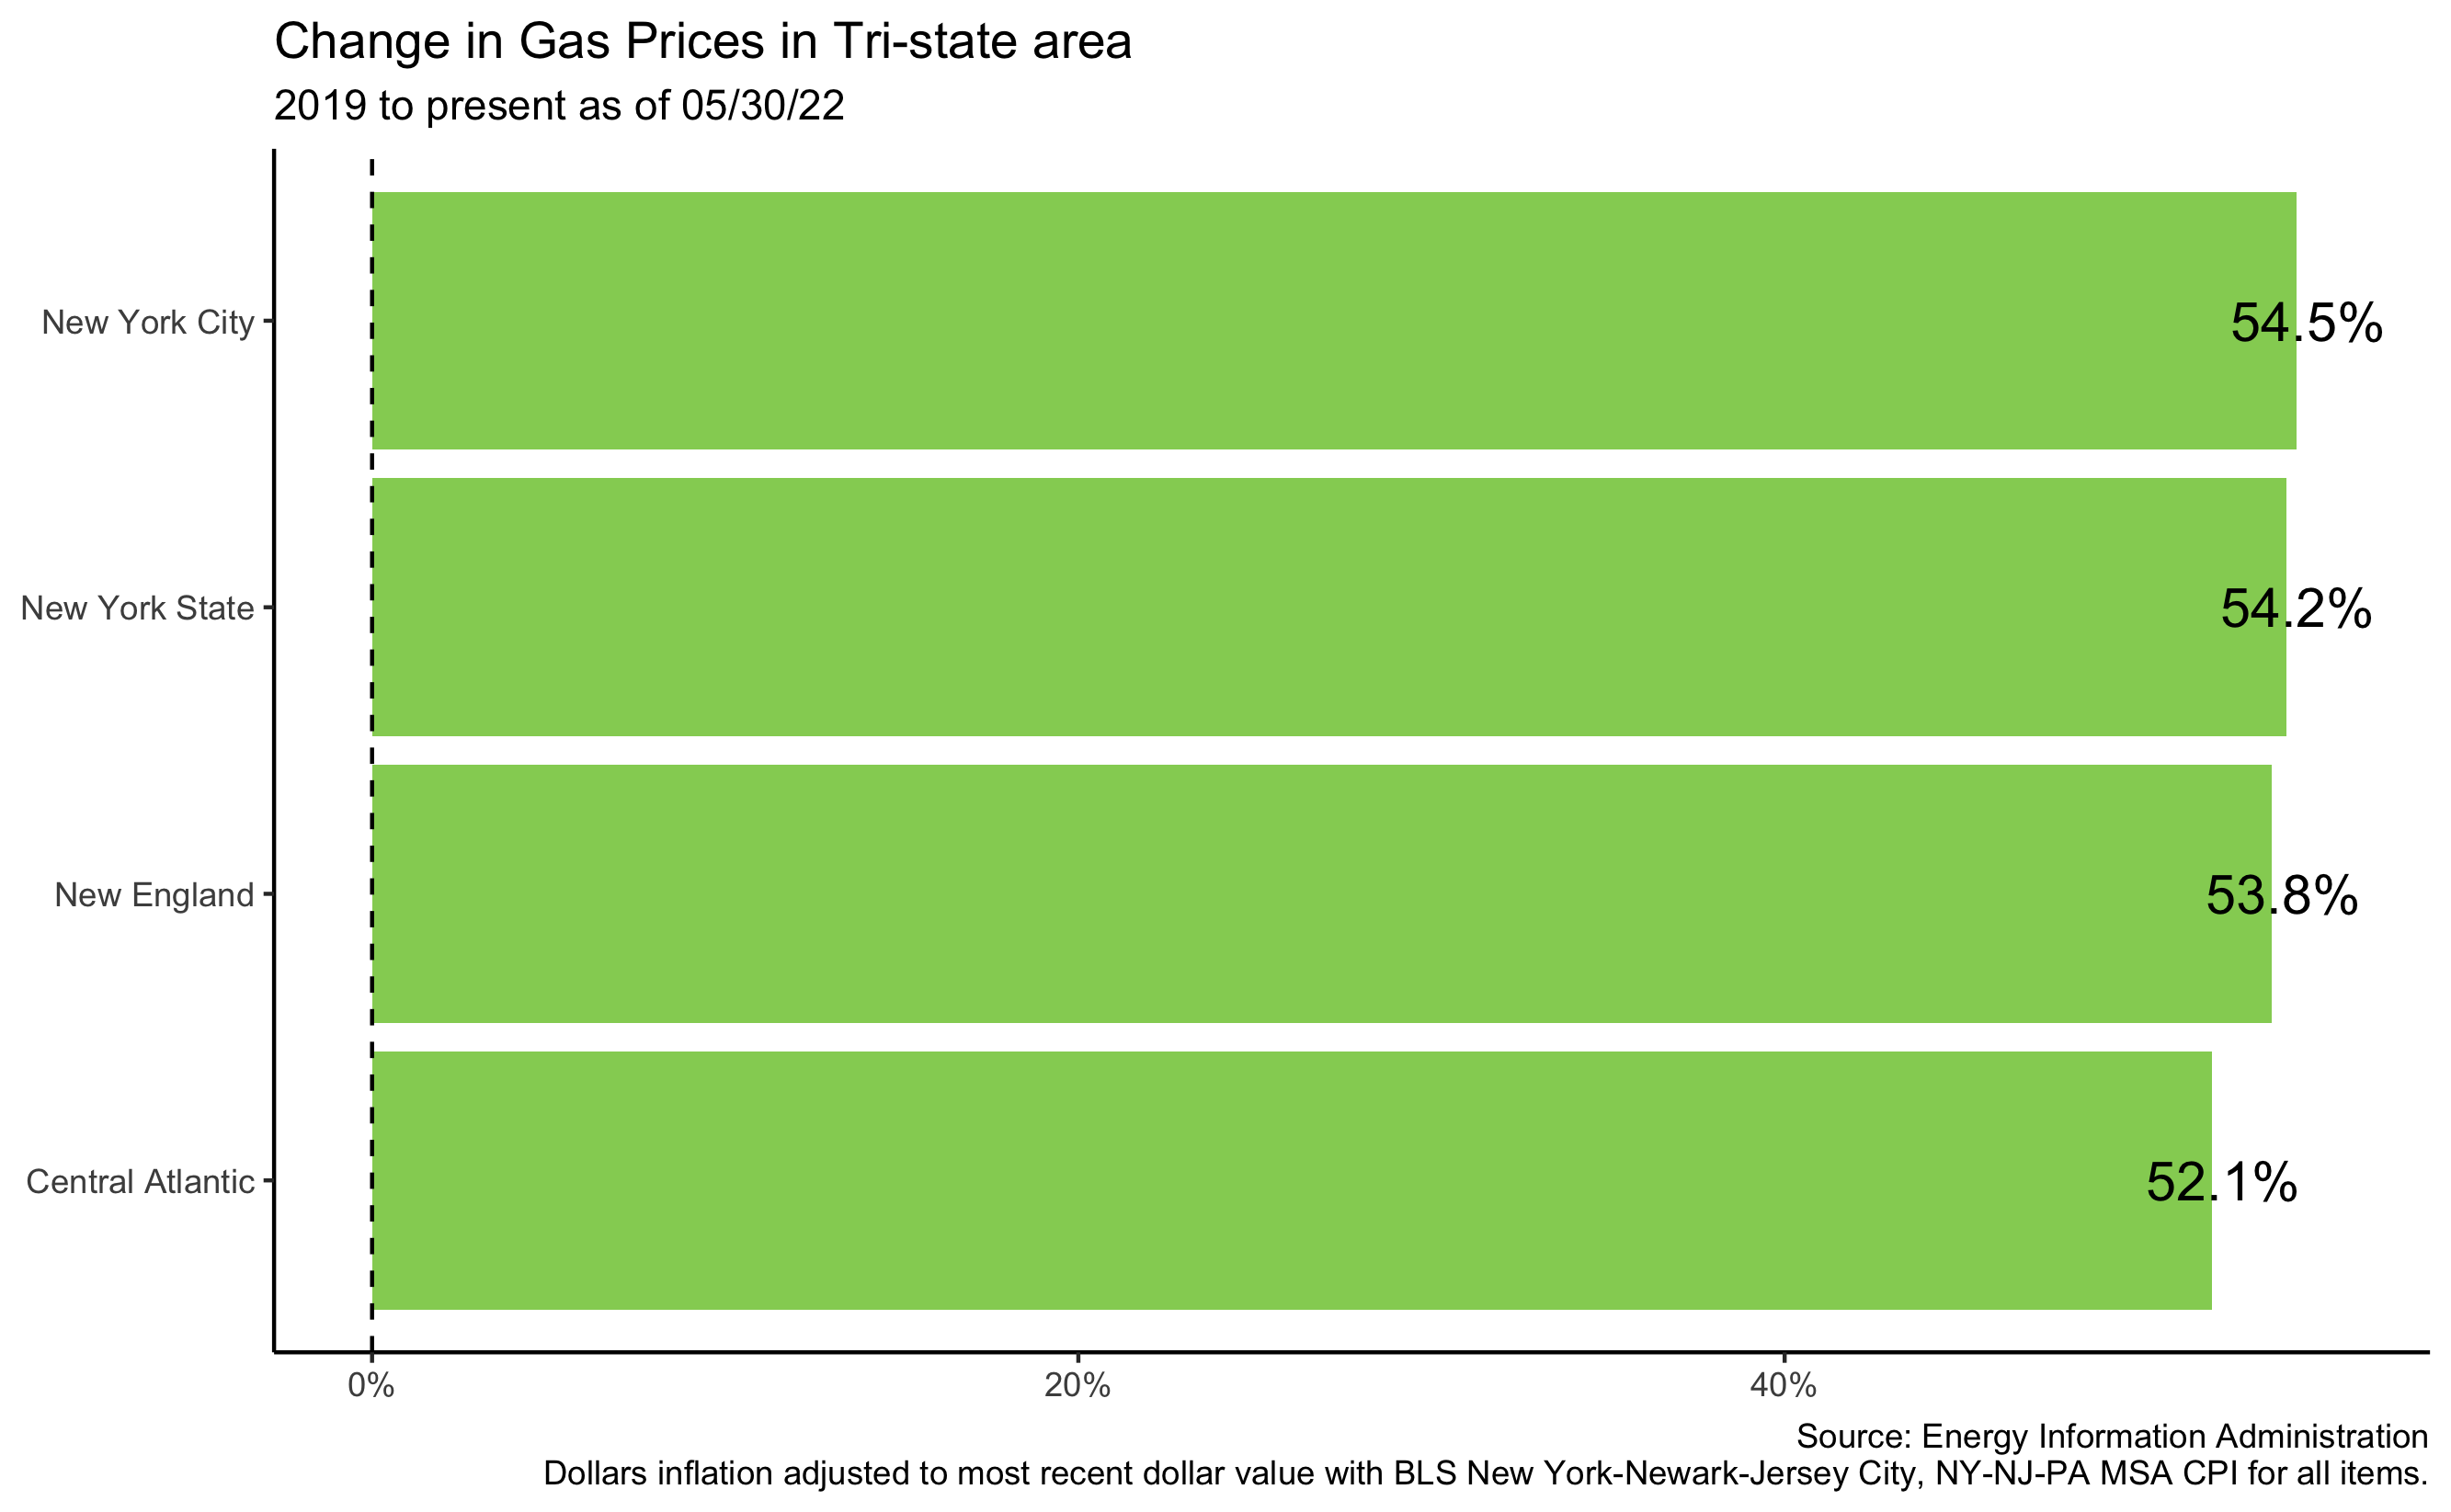 Change in Gas Prices in Tri-state area
2019 to present as of 05/30/22
New York City
54.5%
New York State
54.2%
New England
53.8%
Central Atlantic
52.1%
0%
20%
40%
Source: Energy Information Administration
Dollars inflation adjusted to most recent dollar value with BLS New York-Newark-Jersey City, NY-NJ-PA MSA CPI for all items.